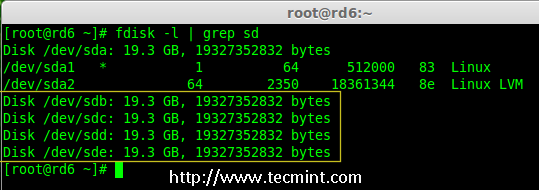 root@rd6:~
[root@rd6 ~]# fdisk -l | grep sd
Disk /dev/sda: 19.3 GB, 19327352832 bytes
/dev/sda1   *           1          64      512000   83  Linux
/dev/sda2              64        2350    18361344   8e  Linux LVM
Disk /dev/sdb: 19.3 GB, 19327352832 bytes
Disk /dev/sdc: 19.3 GB, 19327352832 bytes
Disk /dev/sdd: 19.3 GB, 19327352832 bytes
Disk /dev/sde: 19.3 GB, 19327352832 bytes
[root@rd6 ~]#
http://www.tecmint.com